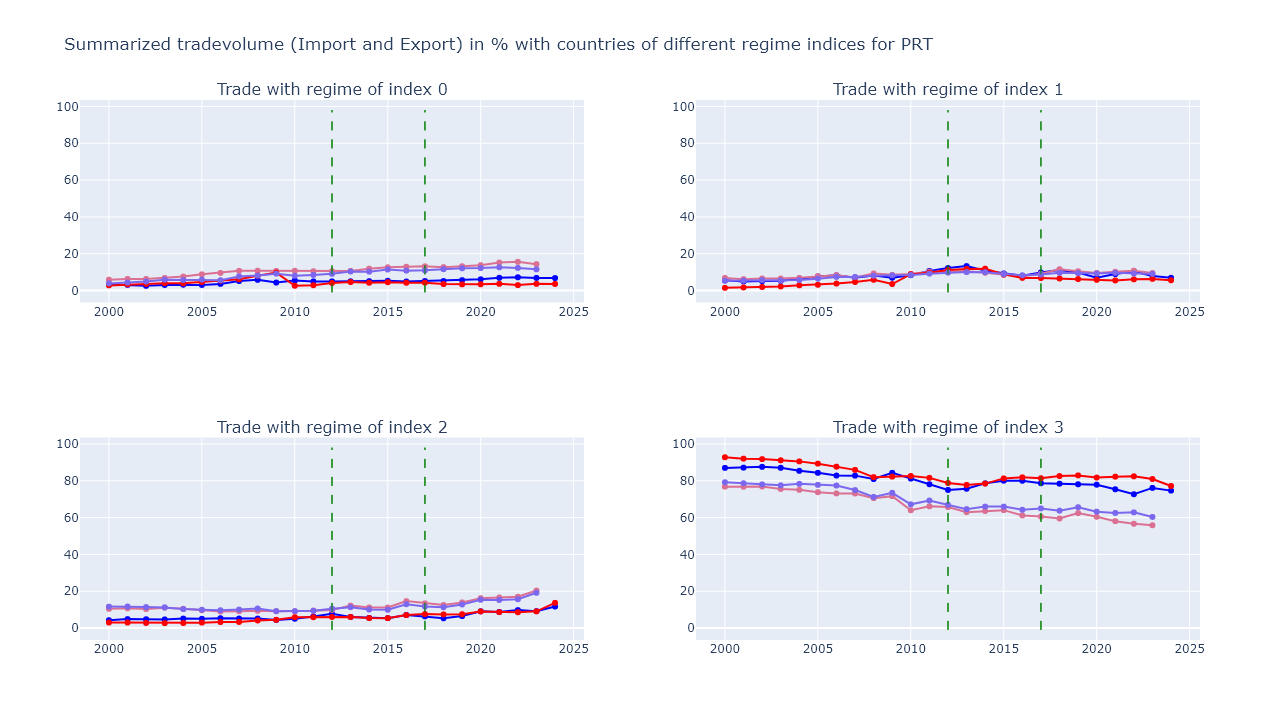 Summarized tradevolume (Import and Export) in % with countries of different regime indices for PRT
Trade with regime of index 0
100
80
60
40
20
0
2000 2005 2010 2015 2020 2025
Trade with regime of index 1
100
80
60
40
20
0
2000 2005 2010 2015 2020 2025
Trade with regime of index 2
100
80
60
40
20
0
2000 2005 2010 2015 2020 2025
Trade with regime of index 3
100
80
60
40
20
0
2000 2005 2010 2015 2020 2025